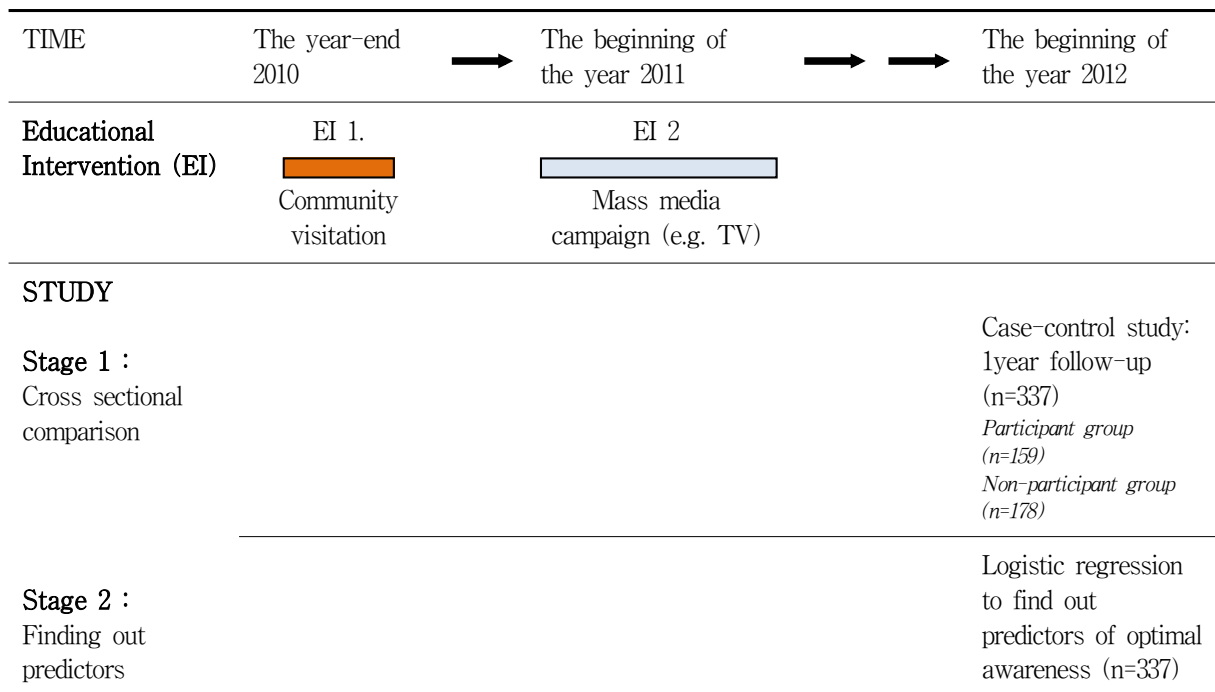 TIME
The year-end
2010
The beginning of
the year 2011
The beginning of
the year 2012
Educational
Intervention (EI)
EI 1.
Community
visitation
EI 2
Mass media
campaign (e.g. TV)
STUDY
Stage 1 :
Cross sectional
comparison
Case-control study:
1year follow-up
(n=337)
Participant group
(n=159)
Non-participant group
(n=178)
Stage 2 :
Finding out
predictors
Logistic regression
to find out
predictors of optimal
awareness (n=337)